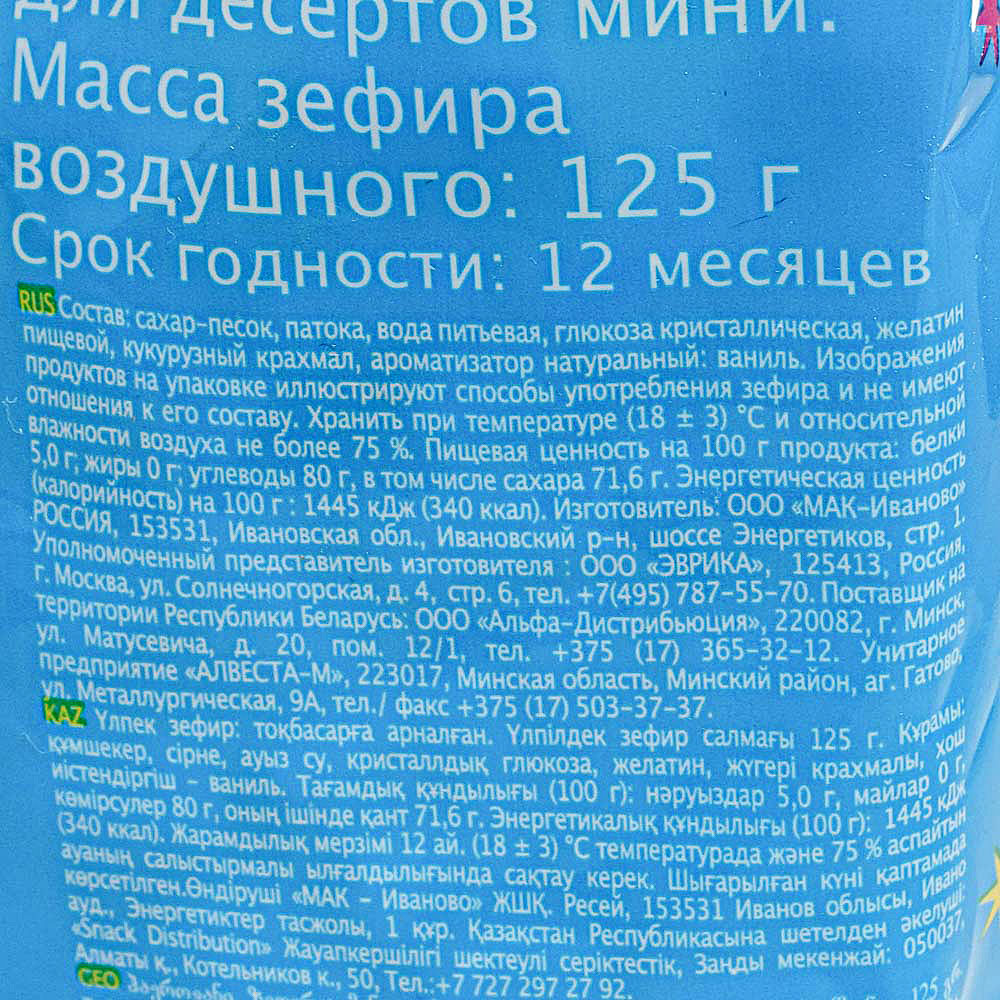 для десертов мини.
Масса зефира
воздушного: 125 г
Срок годности: 12 месяцев
RUS Состав: сахар-песок, патока, вода питьевая, глюкоза кристаллическая, желатин
пищевой, кукурузный крахмал, ароматизатор натуральный: ваниль. Изображения
продуктов на упаковке иллюстрируют способы употребления зефира и не имеют
отношения к его составу. Хранить при температуре (18 ± 3) °C и относительной
влажности воздуха не более 75 %. Пищевая ценность на 100 г продукта: белки
5,0 г; жиры 0 г; углеводы 80 г, в том числе сахара 71,6 г. Энергетическая ценность
(калорийность) на 100 г : 1445 кДж (340 ккал). Изготовитель: ООО «МАК-Иваново»
РОССИЯ, 153531, Ивановская обл., Ивановский р-н, шоссе Энергетиков, стр. 1.
Уполномоченный представитель изготовителя : ООО «ЭВРИКА», 125413, Россия,
г. Москва, ул. Солнечногорская, д. 4, стр. 6, тел. +7(495) 787-55-70. Поставщик на
территории Республики Беларусь: ООО «Альфа-Дистрибьюция», 220082, г. Минск,
ул. Матусевича, д. 20, пом. 12/1, тел. +375 (17) 365-32-12. Унитарное
предприятие «АЛВЕСТА-М», 223017, Минская область, Минский район, аг. Гатово,
ул. Металлургическая, 9А, тел./ факс +375 (17) 503-37-37.
KAZ Үлпек зефир: тоқбасарға арналған. Үлпілдек зефир салмағы 125 г. Құрамы:
құмшекер, сірне, ауыз су, кристалдық глюкоза, желатин, жүгері крахмалы, хош
иістендіргіш - ваниль. Тағамдық құндылығы (100 г): нәруыздар 5,0 г, майлар 0 г,
көмірсулер 80 г, оның ішінде қант 71,6 г. Энергетикалық құндылығы (100 г): 1445 кДж
(340 ккал). Жарамдылық мерзімі 12 ай. (18 ± 3) °C температурада және 75 % аспайтын
ауаның салыстырмалы ылғалдылығында сақтау керек. Шығарылған күні қаптамада
көрсетілген.Өндіруші «МАК - Иваново» ЖШҚ. Ресей, 153531 Иванов облысы, Ивано
ауд., Энергетиктер тасжолы, 1 құр. Қазақстан Республикасына шетелден әкелуші:
«Snack Distribution» Жауапкершілігі шектеулі серіктестік, Заңды мекенжай: 050037,
Алматы қ., Котельников к., 50, Тел.:+7 727 297 27 92.
GEO 125